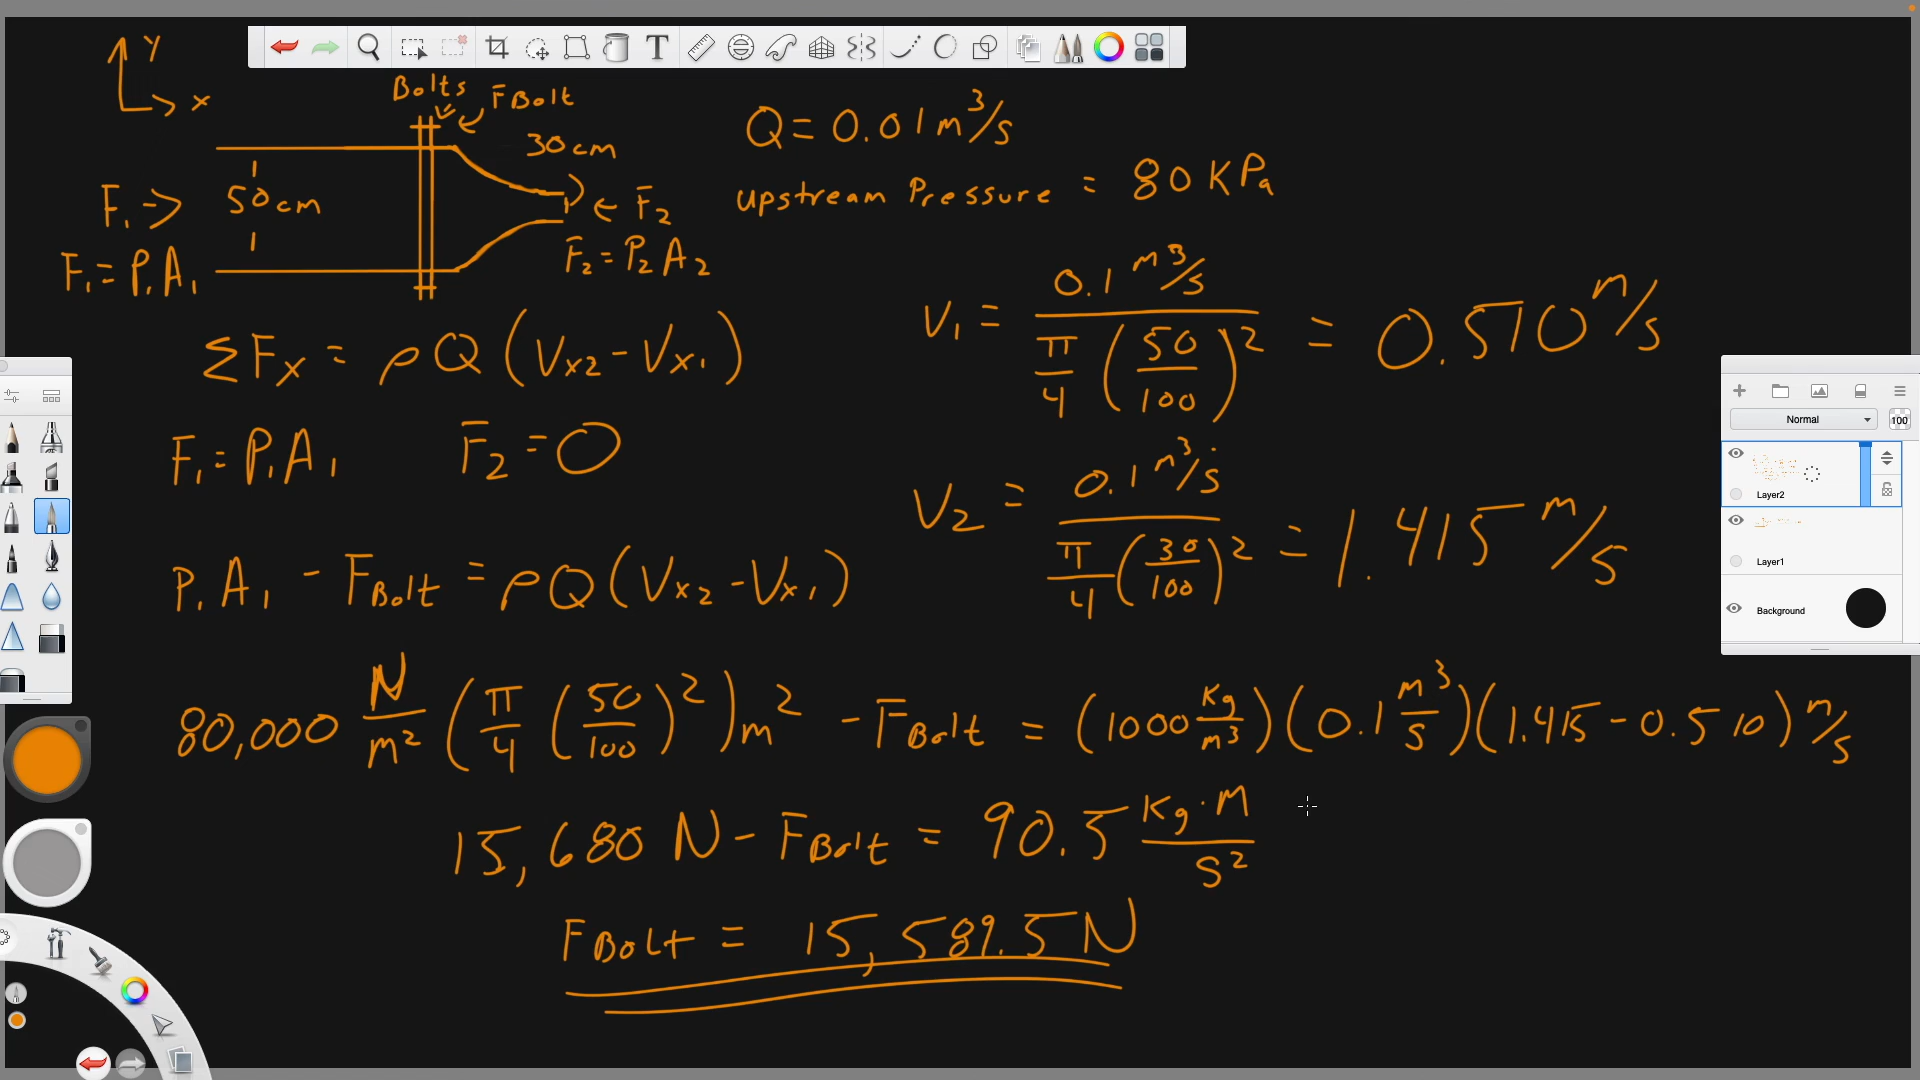 Y
X
Bolts
FBolt
30cm
F₁ →
50cm
← F₂
F₁ = P₁A₁
F₂ = P₂A₂
Q = 0.01 m³/s
upstream Pressure = 80 KPa
ΣFx = ρQ (Vx2 - Vx1)
V₁ = 0.1 m³/s / π/4 (50/100)² = 0.510 m/s
F₁ = P₁A₁ F₂ = 0
V₂ = 0.1 m³/s / π/4 (30/100)² = 1.415 m/s
P₁A₁ - FBolt = ρQ (Vx2 - Vx1)
80,000 N/m² (π/4 (50/100)²) m² - FBolt = (1000 Kg/m³)(0.1 m³/s)(1.415 - 0.510) m/s
15,680 N - FBolt = 90.5 Kg·M/S²
FBolt = 15,589.5 N
Normal
100
Layer2
Layer1
Background